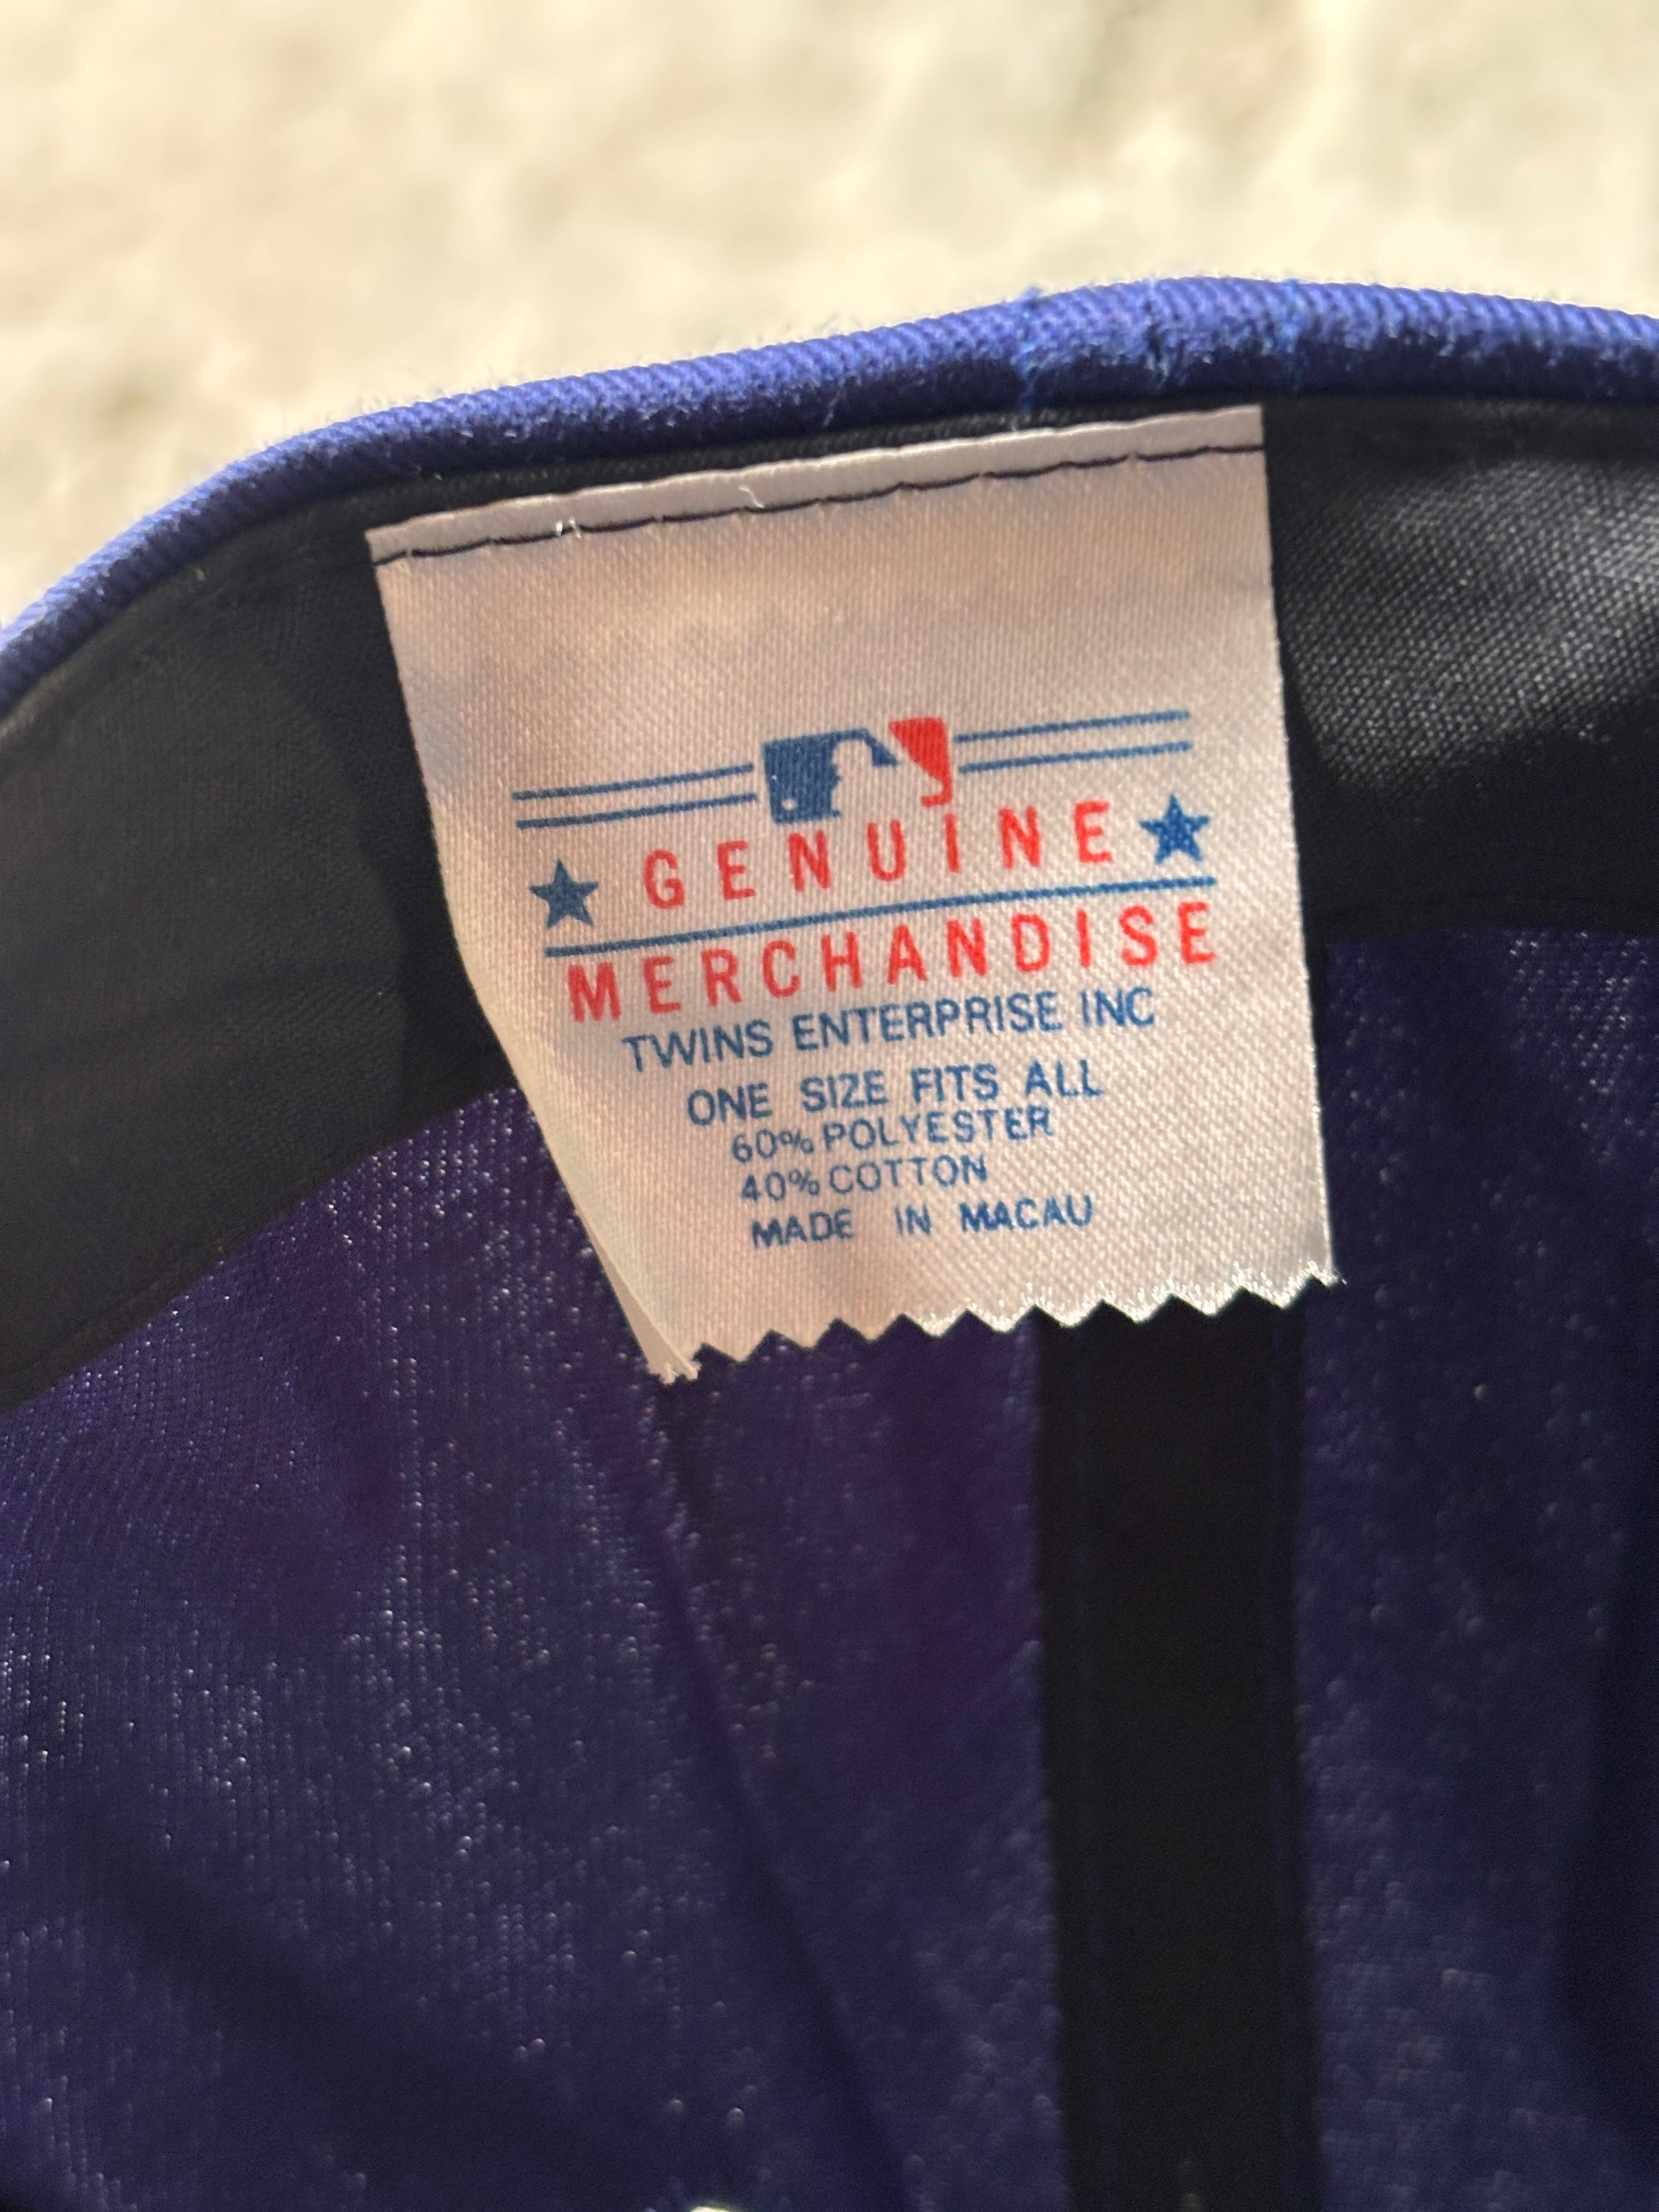 GENUINE
MERCHANDISE
TWINS ENTERPRISE INC
ONE SIZE FITS ALL
60% POLYESTER
40% COTTON
MADE IN MACAU